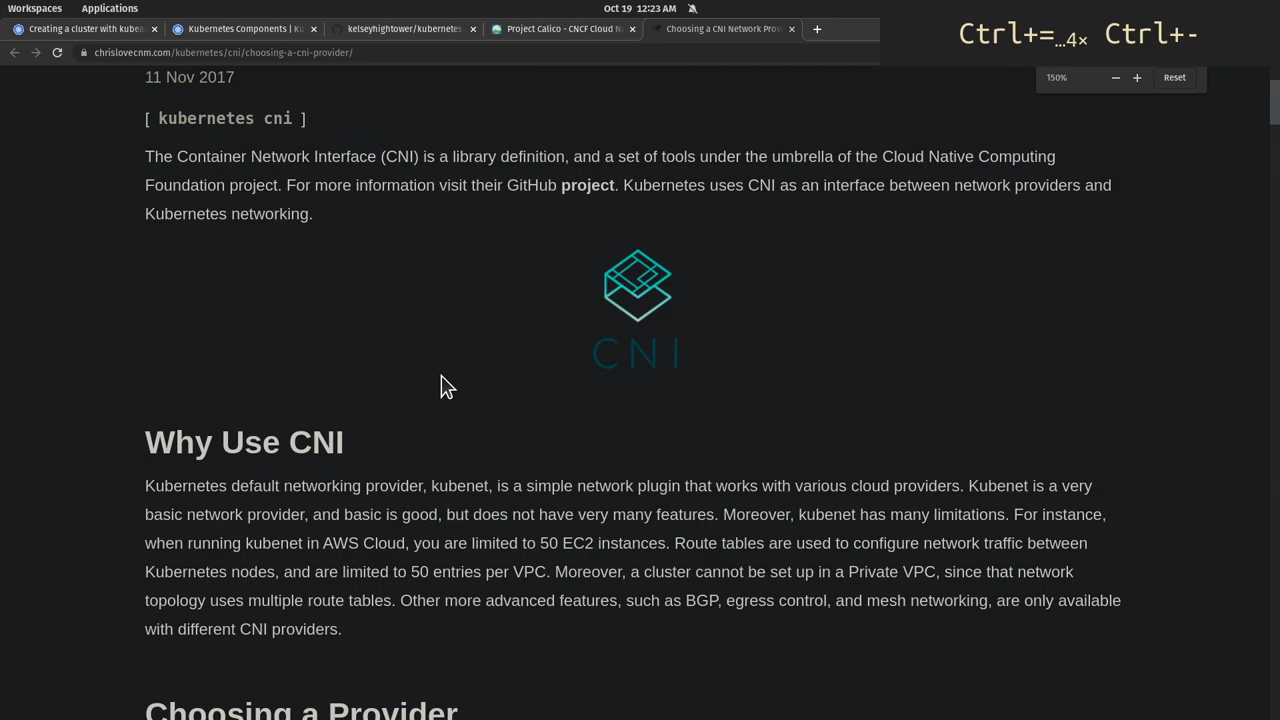 Workspaces Applications Oct 19 12:23 AM
Creating a cluster with kubea Kubernetes Components | Ku kelseyhightower/kubernetes Project Calico - CNCF Cloud N Choosing a CNI Network Prov
chrislovecnm.com/kubernetes/cni/choosing-a-cni-provider/
Ctrl+=…4× Ctrl+-
150% Reset
11 Nov 2017
[ kubernetes cni ]
The Container Network Interface (CNI) is a library definition, and a set of tools under the umbrella of the Cloud Native Computing
Foundation project. For more information visit their GitHub project. Kubernetes uses CNI as an interface between network providers and
Kubernetes networking.
CNI
Why Use CNI
Kubernetes default networking provider, kubenet, is a simple network plugin that works with various cloud providers. Kubenet is a very
basic network provider, and basic is good, but does not have very many features. Moreover, kubenet has many limitations. For instance,
when running kubenet in AWS Cloud, you are limited to 50 EC2 instances. Route tables are used to configure network traffic between
Kubernetes nodes, and are limited to 50 entries per VPC. Moreover, a cluster cannot be set up in a Private VPC, since that network
topology uses multiple route tables. Other more advanced features, such as BGP, egress control, and mesh networking, are only available
with different CNI providers.
Choosing a Provider